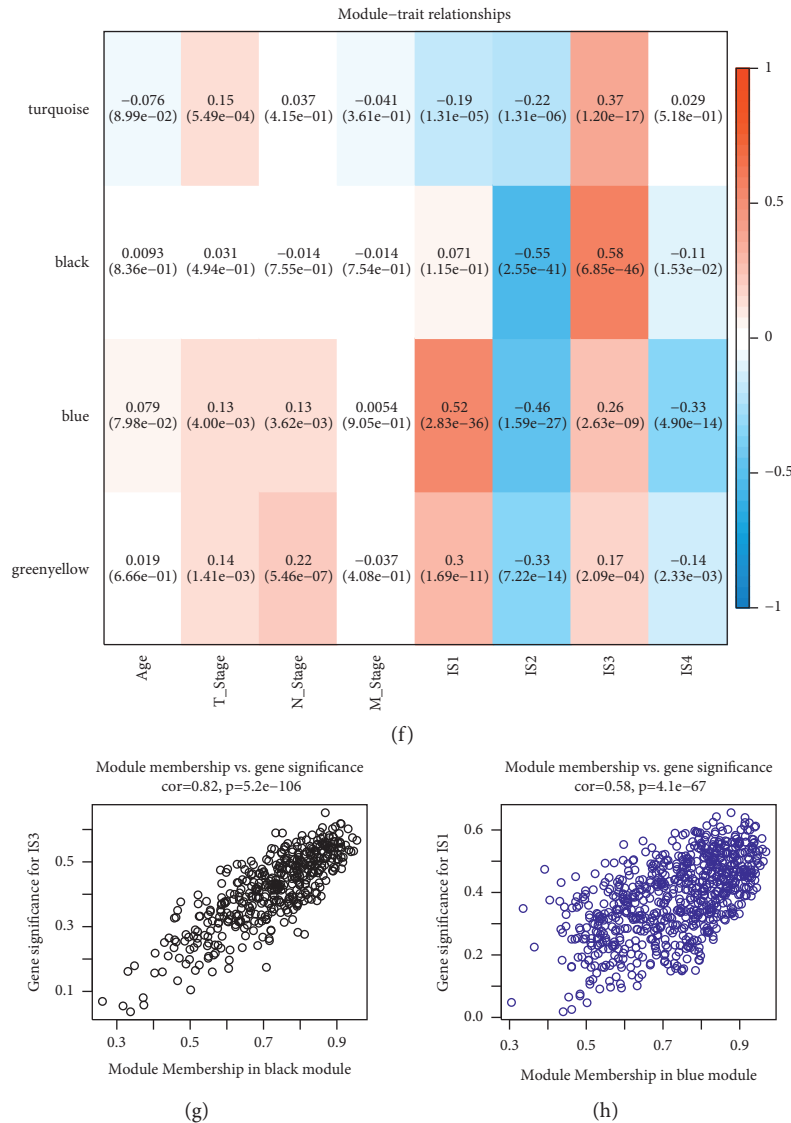 Module−trait relationships
turquoise
−0.076 0.15 0.037 −0.041 −0.19 −0.22 0.37 0.029
(8.99e−02) (5.49e−04) (4.15e−01) (3.61e−01) (1.31e−05) (1.31e−06) (1.20e−17) (5.18e−01)
black
0.0093 0.031 −0.014 −0.014 0.071 −0.55 0.58 −0.11
(8.36e−01) (4.94e−01) (7.55e−01) (7.54e−01) (1.15e−01) (2.55e−41) (6.85e−46) (1.53e−02)
blue
0.079 0.13 0.13 0.0054 0.52 −0.46 0.26 −0.33
(7.98e−02) (4.00e−03) (3.62e−03) (9.05e−01) (2.83e−36) (1.59e−27) (2.63e−09) (4.90e−14)
greenyellow
0.019 0.14 0.22 −0.037 0.3 −0.33 0.17 −0.14
(6.66e−01) (1.41e−03) (5.46e−07) (4.08e−01) (1.69e−11) (7.22e−14) (2.09e−04) (2.33e−03)
1
0.5
0
−0.5
−1
Age
T_Stage
N_Stage
M_Stage
IS1
IS2
IS3
IS4
(f)
Module membership vs. gene significance
cor=0.82, p=5.2e−106
Gene significance for IS3
0.5
0.3
0.1
0.3 0.5 0.7 0.9
Module Membership in black module
(g)
Module membership vs. gene significance
cor=0.58, p=4.1e−67
Gene significance for IS1
0.6
0.4
0.2
0.0
0.3 0.5 0.7 0.9
Module Membership in blue module
(h)